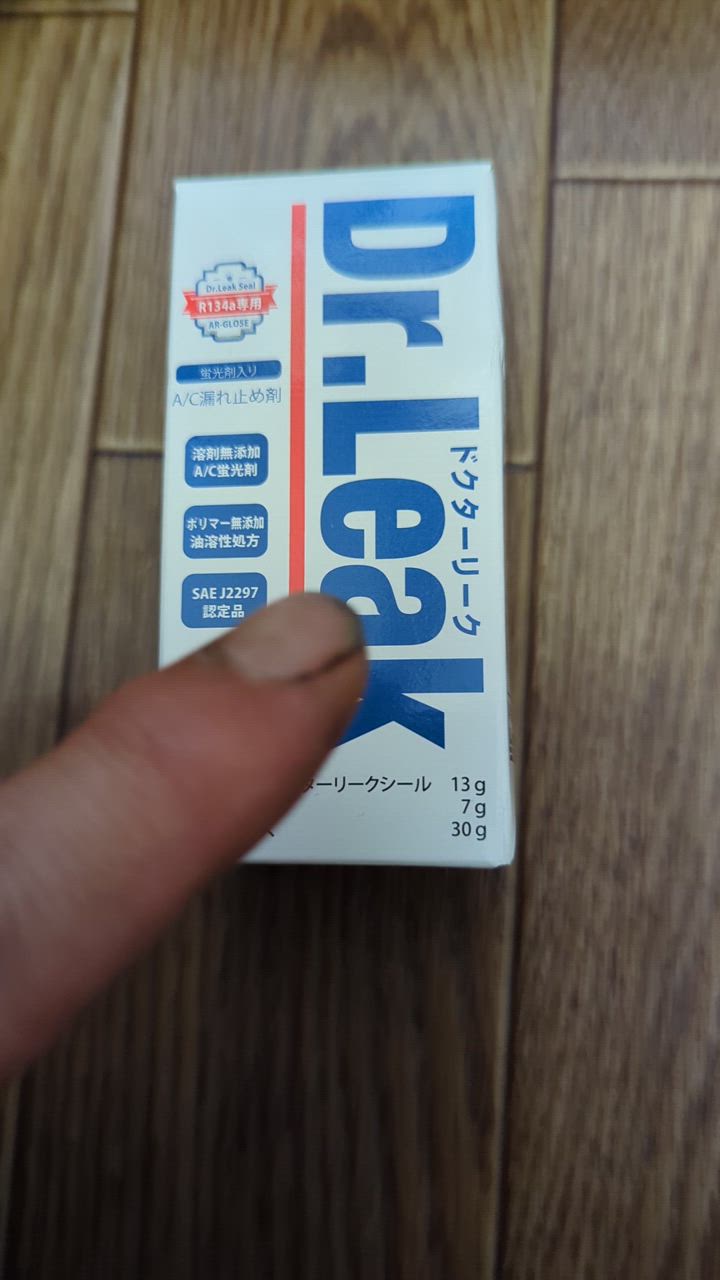 Dr.Leak
ドクターリーク
Dr.Leak Seal
R134a専用
AR-GLOSE
蛍光剤入り
A/C漏れ止め剤
溶剤無添加
A/C蛍光剤
ポリマー無添加
油溶性処方
SAE J2297
認定品
ターリークシール 13g
7g
30g